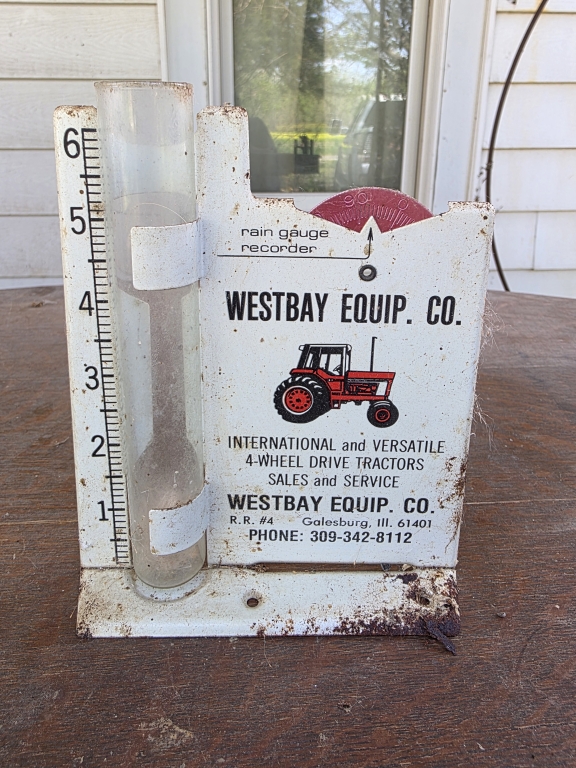 6
5
4
3
2
1
rain gauge
recorder
WESTBAY EQUIP. CO.
INTERNATIONAL and VERSATILE
4-WHEEL DRIVE TRACTORS
SALES and SERVICE
WESTBAY EQUIP. CO.
R.R. #4 Galesburg, Ill. 61401
PHONE: 309-342-8112